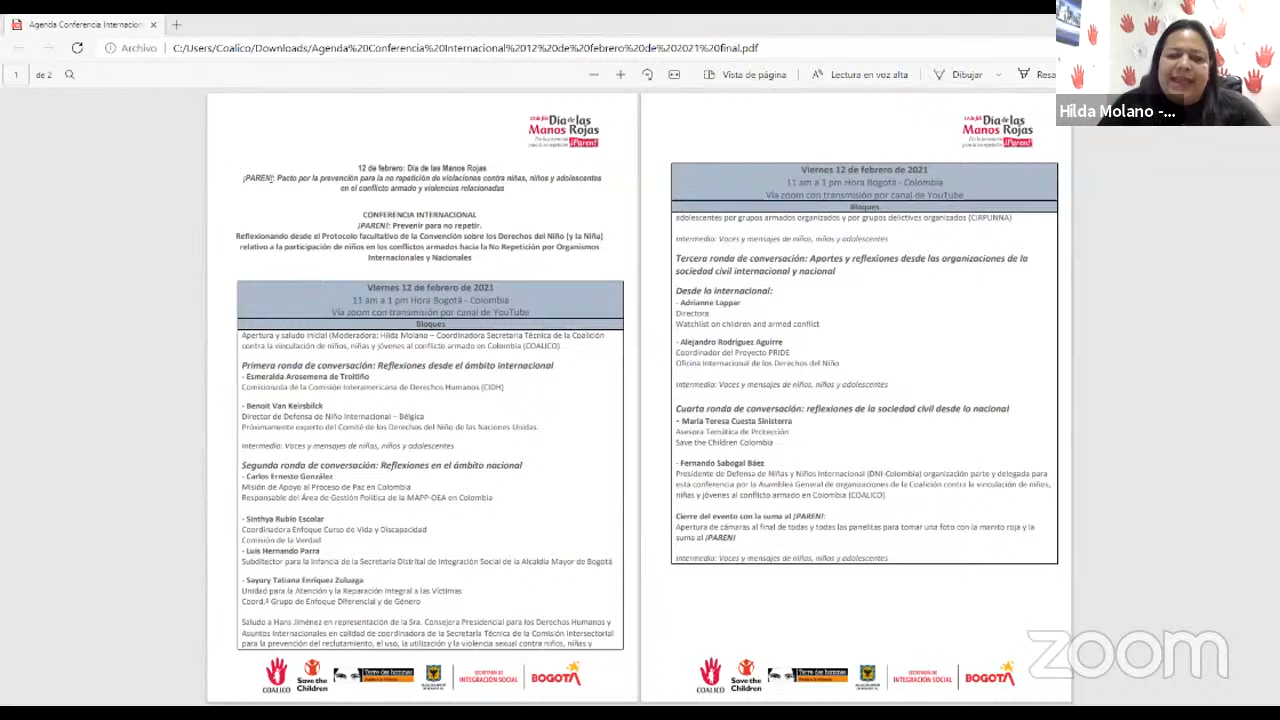 Agenda Conferencia Internacion
Archivo
C:/Users/Coalico/Downloads/Agenda%20Conferencia%20Internacional%2012%20de%20febrero%20de%202021%20final.pdf
Hilda Molano -...
1 de 2
Vista de página
Lectura en voz alta
Dibujar
Resa
12 de feb:
Día de las
Manos Rojas
¡Paren!
12 de febrero: Día de las Manos Rojas
¡PAREN!: Pacto por la prevención para la no repetición de violaciones contra niñas, niños y adolescentes
en el conflicto armado y violencias relacionadas
CONFERENCIA INTERNACIONAL
¡PAREN!: Prevenir para no repetir.
Reflexionando desde el Protocolo facultativo de la Convención sobre los Derechos del Niño [y la Niña]
relativo a la participación de niños en los conflictos armados hacia la No Repetición por Organismos
Internacionales y Nacionales
Viernes 12 de febrero de 2021
11 am a 1 pm Hora Bogotá - Colombia
Vía zoom con transmisión por canal de YouTube
Bloques
Apertura y saludo inicial (Moderadora: Hilda Molano – Coordinadora Secretaría Técnica de la Coalición
contra la vinculación de niños, niñas y jóvenes al conflicto armado en Colombia (COALICO)
Primera ronda de conversación: Reflexiones desde el ámbito internacional
- Esmeralda Arosemena de Troitiño
Comisionada de la Comisión Interamericana de Derechos Humanos (CIDH)
- Benoit Van Keirsbilck
Director de Defensa de Niño Internacional – Bélgica
Próximamente experto del Comité de los Derechos del Niño de las Naciones Unidas.
Intermedio: Voces y mensajes de niñas, niños y adolescentes
Segunda ronda de conversación: Reflexiones en el ámbito nacional
- Carlos Ernesto González
Misión de Apoyo al Proceso de Paz en Colombia
Responsable del Área de Gestión Política de la MAPP-OEA en Colombia
- Sinthya Rubio Escolar
Coordinadora Enfoque Curso de Vida y Discapacidad
Comisión de la Verdad
- Luis Hernando Parra
Subditector para la Infancia de la Secretaría Distrital de Integración Social de la Alcaldía Mayor de Bogotá
- Sayury Tatiana Enríquez Zuluaga
Unidad para la Atención y la Reparación Integral a las Víctimas
Coord.ª Grupo de Enfoque Diferencial y de Género
Saludo a Hans Jiménez en representación de la Sra. Consejera Presidencial para los Derechos Humanos y
Asuntos Internacionales en calidad de coordinadora de la Secretaría Técnica de la Comisión Intersectorial
para la prevención del reclutamiento, el uso, la utilización y la violencia sexual contra niños, niñas y
COALICO
Save the
Children
Terre des hommes
SECRETARÍA DE
INTEGRACIÓN SOCIAL
BOGOTÁ
12 de feb:
Día de las
Manos Rojas
¡Paren!
Viernes 12 de febrero de 2021
11 am a 1 pm Hora Bogotá - Colombia
Vía zoom con transmisión por canal de YouTube
Bloques
adolescentes por grupos armados organizados y por grupos delictivos organizados (CIRPUNNA)
Intermedio: Voces y mensajes de niñas, niños y adolescentes
Tercera ronda de conversación: Aportes y reflexiones desde las organizaciones de la
sociedad civil internacional y nacional
Desde lo internacional:
- Adrianne Lappar
Directora
Watchlist on children and armed conflict
- Alejandro Rodríguez Aguirre
Coordinador del Proyecto PRIDE
Oficina Internacional de los Derechos del Niño
Intermedio: Voces y mensajes de niñas, niños y adolescentes
Cuarta ronda de conversación: reflexiones de la sociedad civil desde lo nacional
- María Teresa Cuesta Sinisterra
Asesora Temática de Protección
Save the Children Colombia
- Fernando Sabogal Báez
Presidente de Defensa de Niñas y Niños Internacional (DNI-Colombia) organización parte y delegada para
esta conferencia por la Asamblea General de organizaciones de la Coalición contra la vinculación de niños,
niñas y jóvenes al conflicto armado en Colombia (COALICO)
Cierre del evento con la suma al ¡PAREN!:
Apertura de cámaras al final de todas y todas las panelitas para tomar una foto con la manito roja y la
suma al ¡PAREN!
Intermedio: Voces y mensajes de niñas, niños y adolescentes
COALICO
Save the
Children
Terre des hommes
SECRETARÍA DE
INTEGRACIÓN SOCIAL
BOGOTÁ
zoom